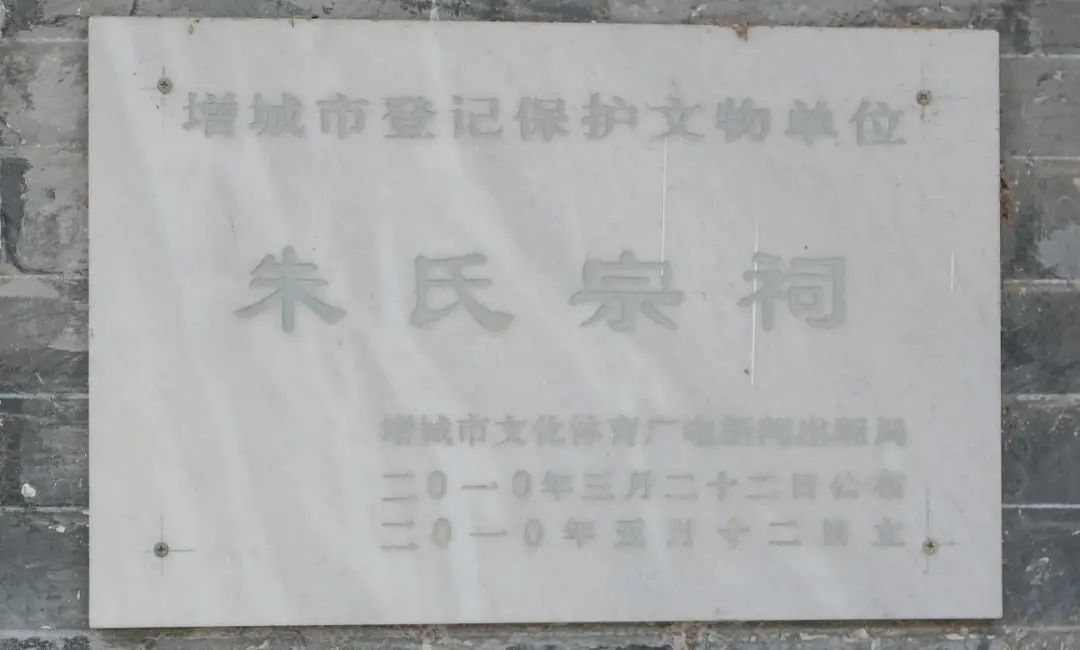 增城市登记保护文物单位
朱氏宗祠
增城市文化体育广电新闻出版局
二0一0年三月二十二日公布
二0一0年五月十二日立